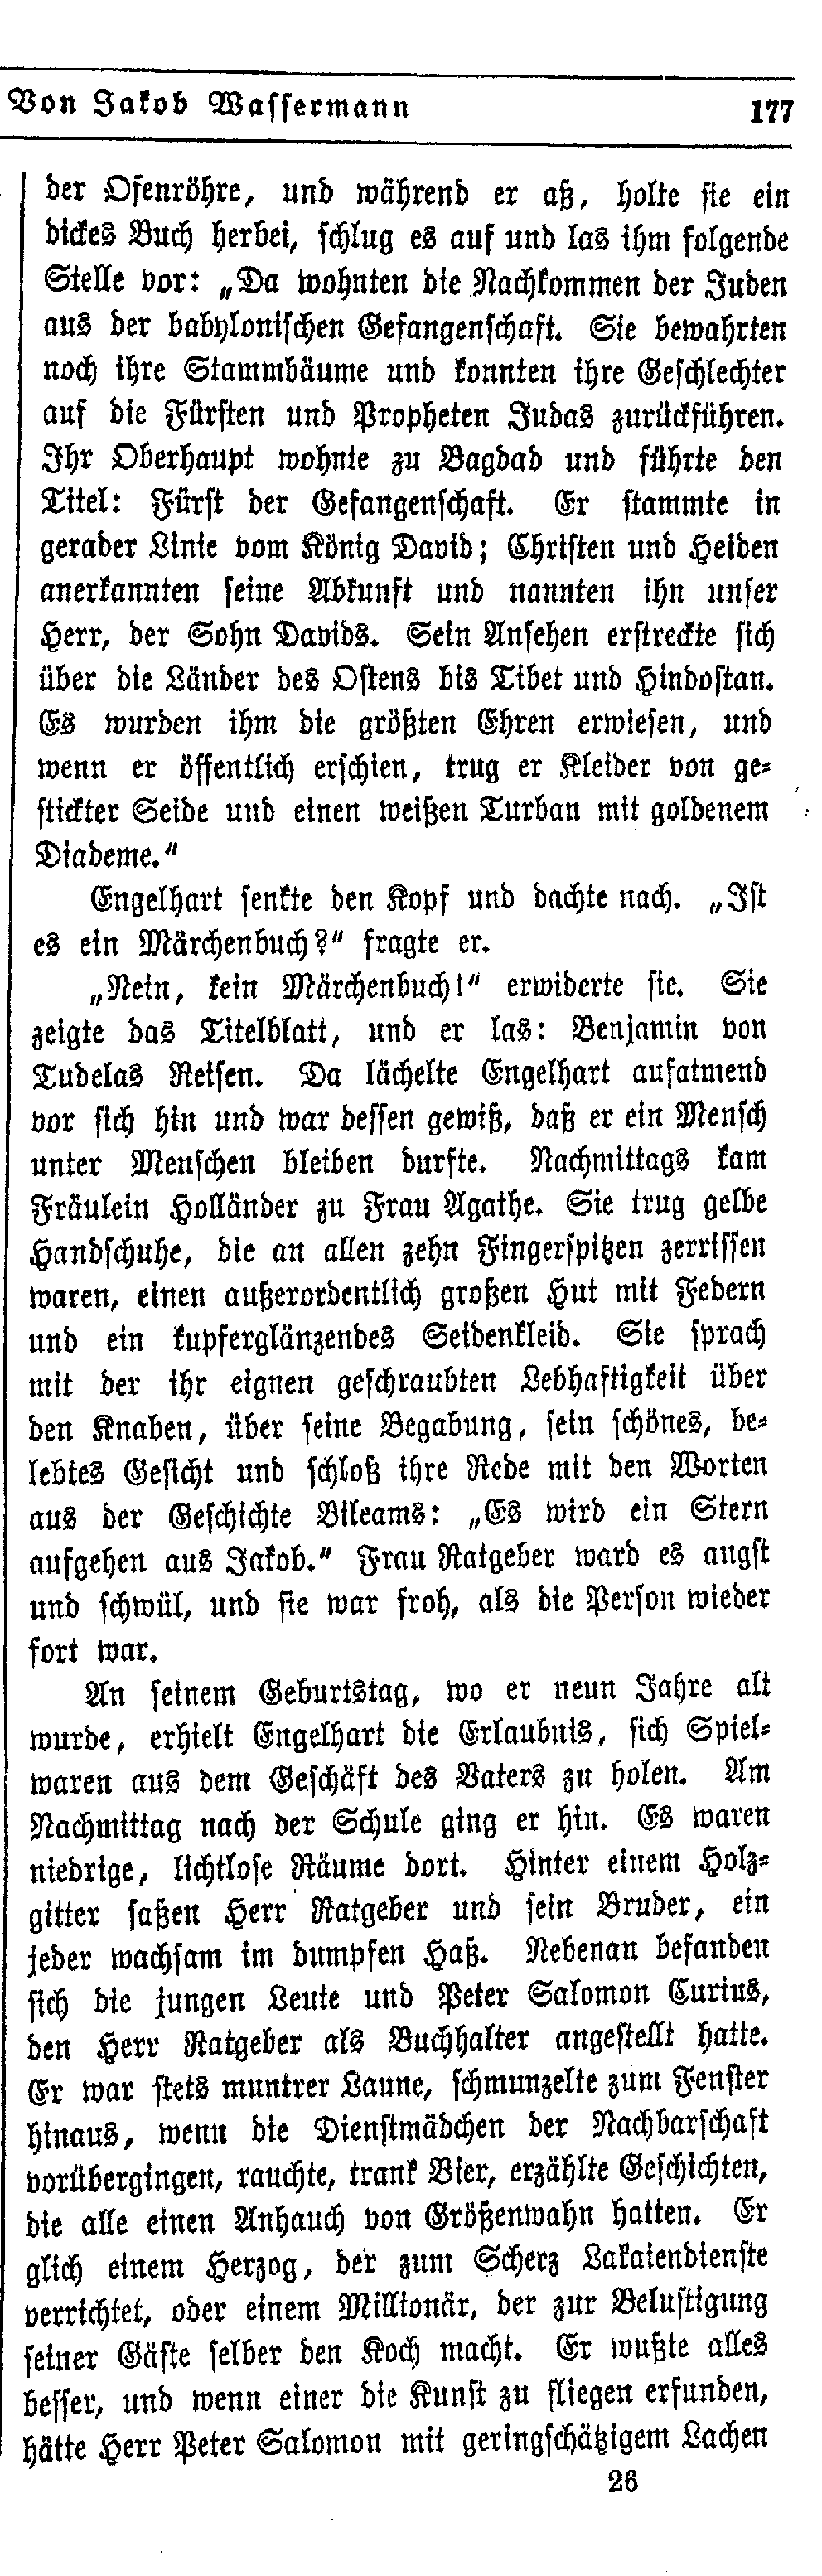 Von Jakob Wassermann 177
der Ofenröhre, und während er aß, holte sie ein
dickes Buch herbei, schlug es auf und las ihm folgende
Stelle vor: „Da wohnten die Nachkommen der Juden
aus der babylonischen Gefangenschaft. Sie bewahrten
noch ihre Stammbäume und konnten ihre Geschlechter
auf die Fürsten und Propheten Judas zurückführen.
Ihr Oberhaupt wohnte zu Bagdad und führte den
Titel: Fürst der Gefangenschaft. Er stammte in
gerader Linie vom König David; Christen und Heiden
anerkannten seine Abkunft und nannten ihn unser
Herr, der Sohn Davids. Sein Ansehen erstreckte sich
über die Länder des Ostens bis Tibet und Hindostan.
Es wurden ihm die größten Ehren erwiesen, und
wenn er öffentlich erschien, trug er Kleider von ge-
stickter Seide und einen weißen Turban mit goldenem
Diademe.“
Engelhart senkte den Kopf und dachte nach. „Ist
es ein Märchenbuch?“ fragte er.
„Nein, kein Märchenbuch!“ erwiderte sie. Sie
zeigte das Titelblatt, und er las: Benjamin von
Tudelas Reisen. Da lächelte Engelhart aufatmend
vor sich hin und war dessen gewiß, daß er ein Mensch
unter Menschen bleiben durfte. Nachmittags kam
Fräulein Holländer zu Frau Agathe. Sie trug gelbe
Handschuhe, die an allen zehn Fingerspitzen zerrissen
waren, einen außerordentlich großen Hut mit Federn
und ein kupferglänzendes Seidenkleid. Sie sprach
mit der ihr eignen geschraubten Lebhaftigkeit über
den Knaben, über seine Begabung, sein schönes, be-
lebtes Gesicht und schloß ihre Rede mit den Worten
aus der Geschichte Bileams: „Es wird ein Stern
aufgehen aus Jakob.“ Frau Ratgeber ward es angst
und schwül, und sie war froh, als die Person wieder
fort war.
An seinem Geburtstag, wo er neun Jahre alt
wurde, erhielt Engelhart die Erlaubnis, sich Spiel-
waren aus dem Geschäft des Vaters zu holen. Am
Nachmittag nach der Schule ging er hin. Es waren
niedrige, lichtlose Räume dort. Hinter einem Holz-
gitter saßen Herr Ratgeber und sein Bruder, ein
jeder wachsam im dumpfen Haß. Nebenan befanden
sich die jungen Leute und Peter Salomon Curius,
den Herr Ratgeber als Buchhalter angestellt hatte.
Er war stets muntrer Laune, schmunzelte zum Fenster
hinaus, wenn die Dienstmädchen der Nachbarschaft
vorübergingen, rauchte, trank Bier, erzählte Geschichten,
die alle einen Anhauch von Größenwahn hatten. Er
glich einem Herzog, der zum Scherz Lakaiendienste
verrichtet, oder einem Millionär, der zur Belustigung
seiner Gäste selber den Koch macht. Er wußte alles
besser, und wenn einer die Kunst zu fliegen erfunden,
hätte Herr Peter Salomon mit geringschätzigem Lachen
26